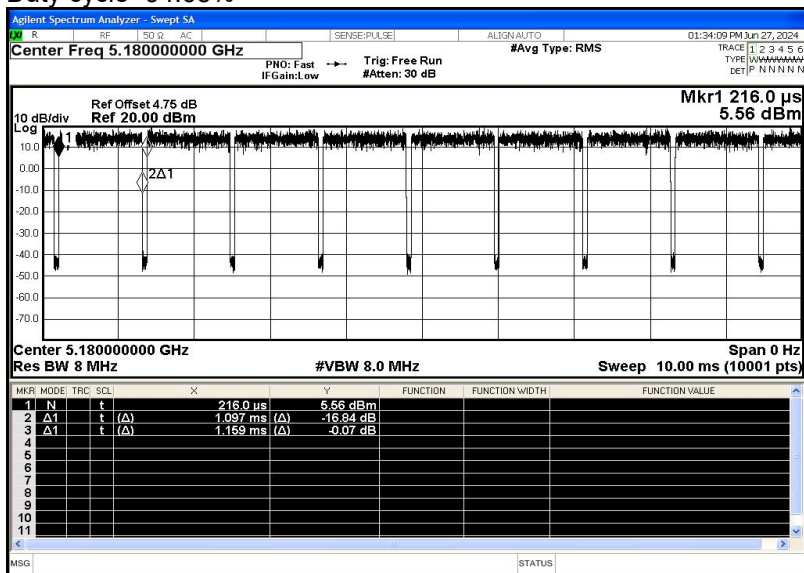 Agilent Spectrum Analyzer - Swept SA
R RF 50 Ω AC SENSE:PULSE ALIGN AUTO 01:34:09 PM Jun 27, 2024
Center Freq 5.180000000 GHz #Avg Type: RMS TRACE 1 2 3 4 5 6
PNO: Fast Trig: Free Run TYPE
IFGain:Low #Atten: 30 dB DET P N N N N N
Mkr1 216.0 µs
Ref Offset 4.75 dB
10 dB/div Ref 20.00 dBm 5.56 dBm
Log
1
10.0
0.00
2Δ1
-10.0
-20.0
-30.0
-40.0
-50.0
-60.0
-70.0
Center 5.180000000 GHz Span 0 Hz
Res BW 8 MHz #VBW 8.0 MHz Sweep 10.00 ms (10001 pts)
MKR MODE TRC SCL X Y FUNCTION FUNCTION WIDTH FUNCTION VALUE
1 N t 216.0 µs 5.56 dBm
2 Δ1 t (Δ) 1.097 ms (Δ) -16.84 dB
3 Δ1 t (Δ) 1.159 ms (Δ) -0.07 dB
4
5
6
7
8
9
10
11
MSG STATUS